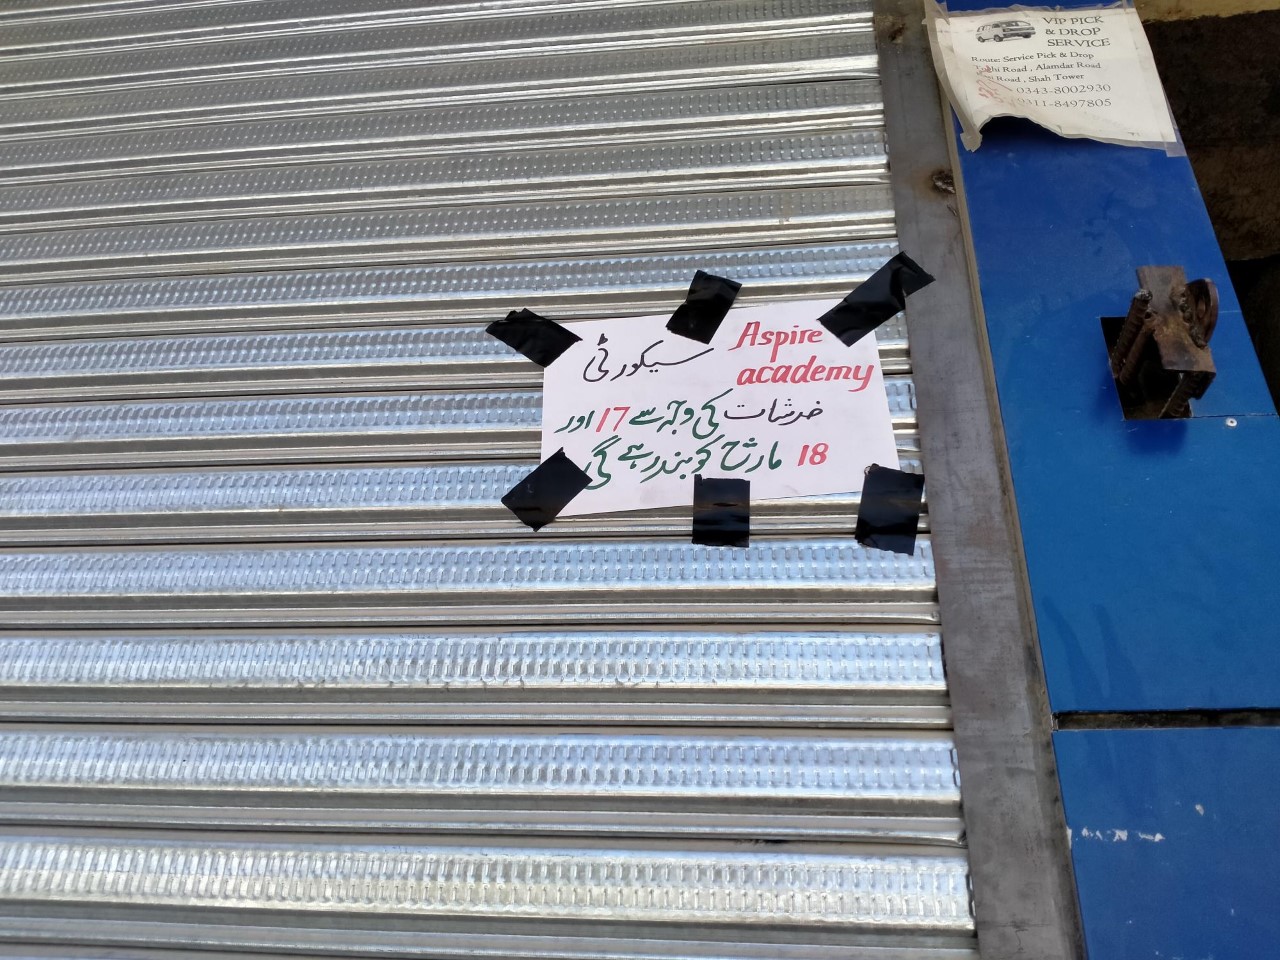 VIP PICK
& DROP
SERVICE
Route: Service Pick & Drop
Road , Alamdar Road
Road , Shah Tower
0343-8002930
0311-8497805
Aspire academy سیکورٹی
خدشات کی وجہ سے 17 اور
18 مارچ کو بند رہے گی